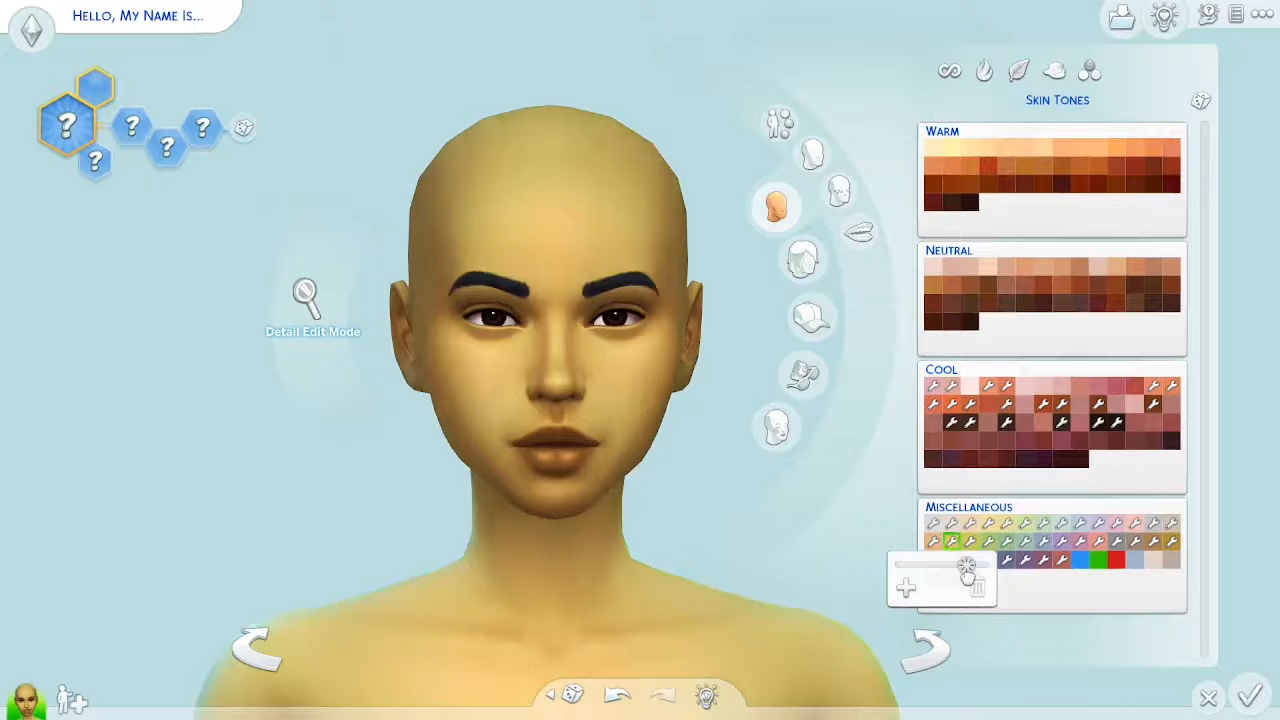 Hello, My Name Is...
Skin Tones
Warm
Neutral
Detail Edit Mode
Cool
Miscellaneous